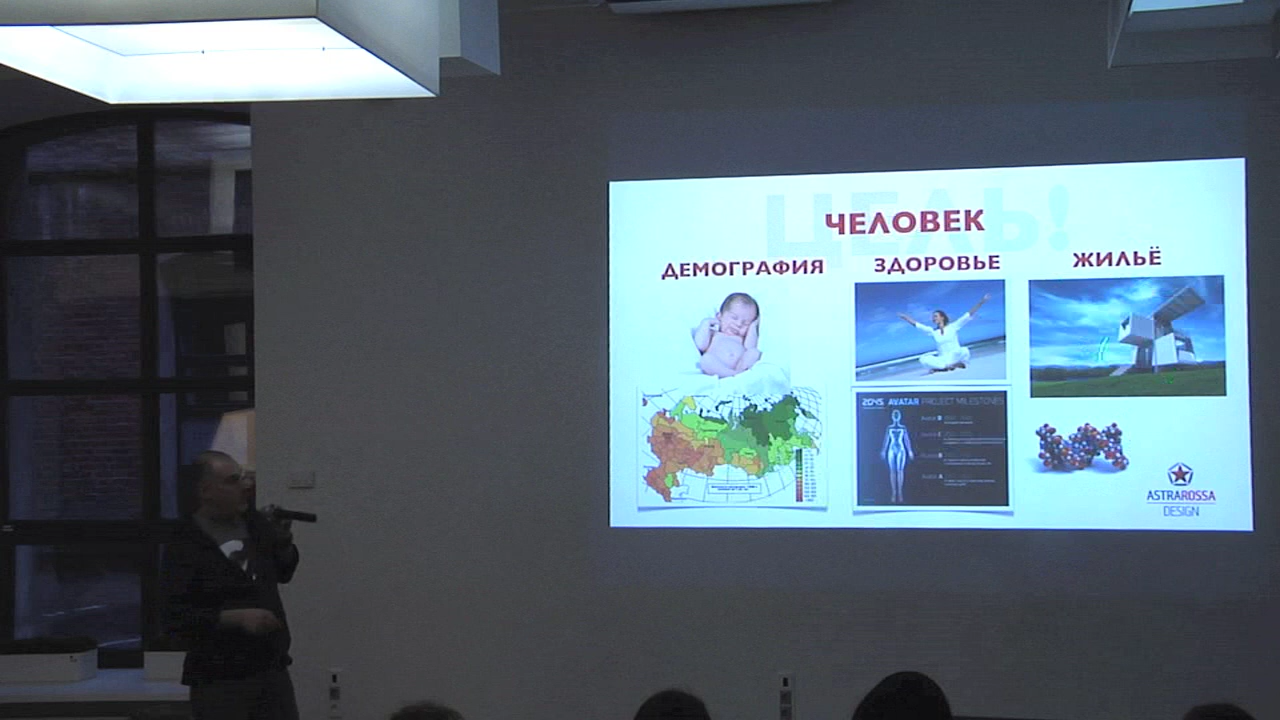 ЦЕЛЬ!
ЧЕЛОВЕК
ДЕМОГРАФИЯ
ЗДОРОВЬЕ
ЖИЛЬЁ
2045 AVATAR PROJECT MILESTONES
ASTRAROSSA
DESIGN